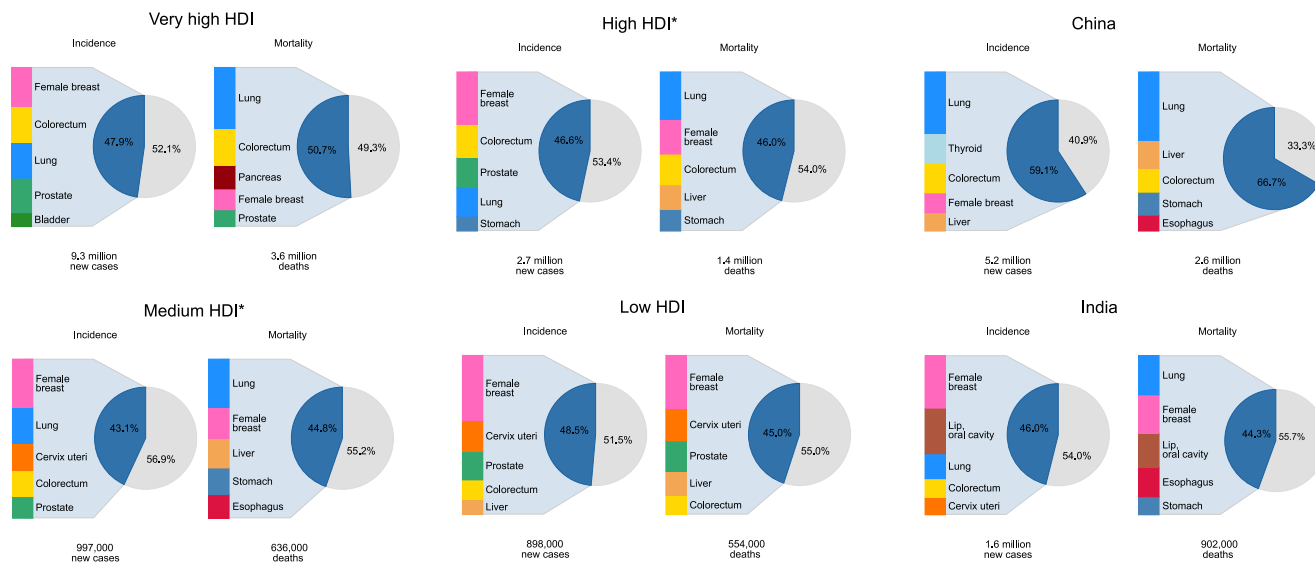 Very high HDI
Incidence
Mortality
Female breast
Colorectum
Lung
Prostate
Bladder
47.9%
52.1%
9.3 million
new cases
Lung
Colorectum
Pancreas
Female breast
Prostate
50.7%
49.3%
3.6 million
deaths
High HDI*
Incidence
Mortality
Female
breast
Colorectum
Prostate
Lung
Stomach
46.6%
53.4%
2.7 million
new cases
Lung
Female
breast
Colorectum
Liver
Stomach
46.0%
54.0%
1.4 million
deaths
China
Incidence
Mortality
Lung
Thyroid
Colorectum
Female breast
Liver
59.1%
40.9%
5.2 million
new cases
Lung
Liver
Colorectum
Stomach
Esophagus
66.7%
33.3%
2.6 million
deaths
Medium HDI*
Incidence
Mortality
Female
breast
Lung
Cervix uteri
Colorectum
Prostate
43.1%
56.9%
997,000
new cases
Lung
Female
breast
Liver
Stomach
Esophagus
44.8%
55.2%
636,000
deaths
Low HDI
Incidence
Mortality
Female
breast
Cervix uteri
Prostate
Colorectum
Liver
48.5%
51.5%
898,000
new cases
Female
breast
Cervix uteri
Prostate
Liver
Colorectum
45.0%
55.0%
554,000
deaths
India
Incidence
Mortality
Female
breast
Lip,
oral cavity
Lung
Colorectum
Cervix uteri
46.0%
54.0%
1.6 million
new cases
Lung
Female
breast
Lip,
oral cavity
Esophagus
Stomach
44.3%
55.7%
902,000
deaths